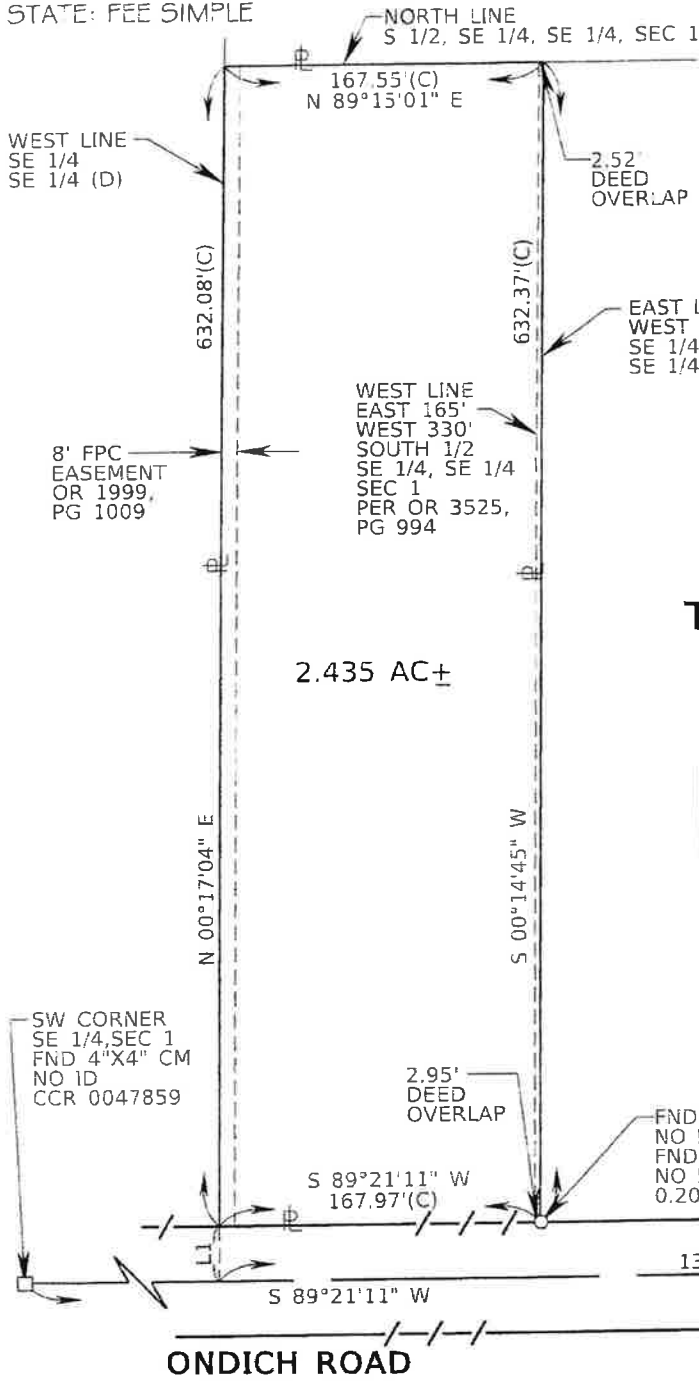 STATE: FEE SIMPLE
NORTH LINE
S 1/2, SE 1/4, SE 1/4, SEC 1
167.55'(C)
N 89°15'01" E
WEST LINE
SE 1/4
SE 1/4 (D)
2.52'
DEED
OVERLAP
632.08'(C)
632.37'(C)
EAST L
WEST
SE 1/4
SE 1/4
WEST LINE
EAST 165'
WEST 330'
SOUTH 1/2
SE 1/4, SE 1/4
SEC 1
PER OR 3525,
PG 994
8' FPC
EASEMENT
OR 1999,
PG 1009
2.435 AC±
N 00°17'04" E
S 00°14'45" W
SW CORNER
SE 1/4,SEC 1
FND 4"X4" CM
NO ID
CCR 0047859
2.95'
DEED
OVERLAP
FND
NO
FND
NO
0.20
S 89°21'11" W
167.97'(C)
L1
13
S 89°21'11" W
ONDICH ROAD